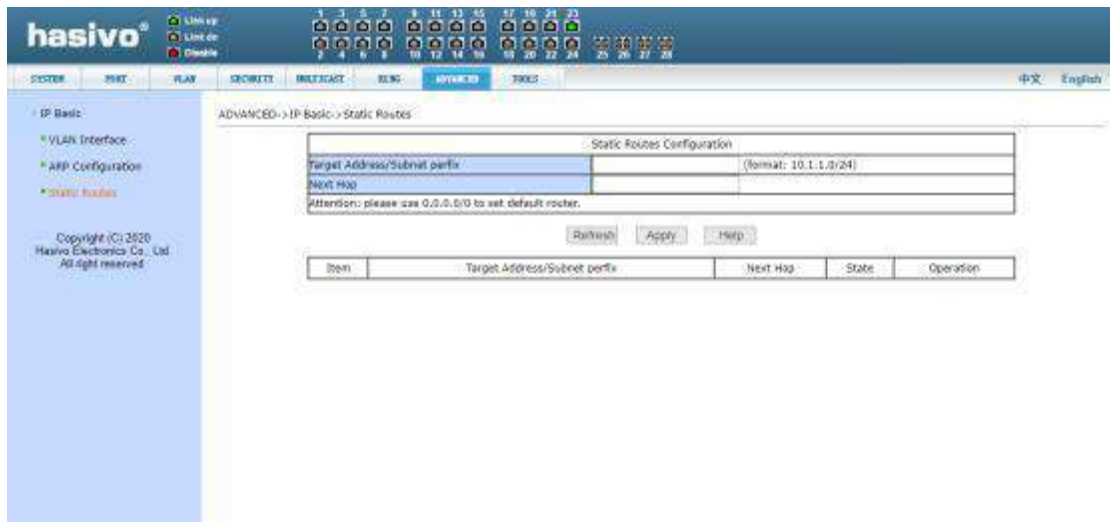 hasivo®
Link up
Link de
Disable
1 3 5 7 9 11 13 15 17 19 21 23
2 4 6 8 10 12 14 16 18 20 22 24 25 26 27 28
SYSTEM PORT VLAN SECURITY MULTICAST RING ADVANCED TOOLS 中文 English
IP Basic
VLAN Interface
ARP Configuration
Static Routes
Copyright (C) 2020
Hasivo Electronics Co., Ltd
All right reserved
ADVANCED->IP Basic->Static Routes
Static Routes Configuration
Target Address/Subnet perfix (format: 10.1.1.0/24)
Next Hop
Attention: please use 0.0.0.0/0 to set default router.
Refresh Apply Help
Item Target Address/Subnet perfix Next Hop State Operation